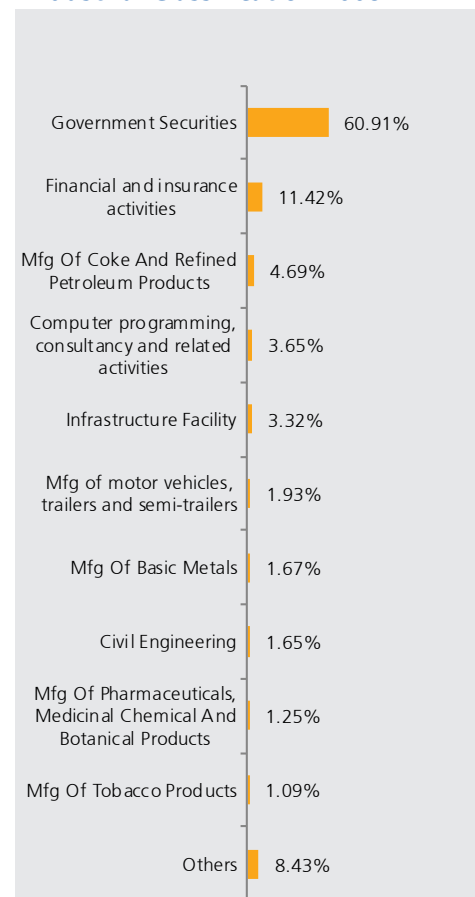 Government Securities
60.91%
Financial and insurance
activities
11.42%
Mfg Of Coke And Refined
Petroleum Products
4.69%
Computer programming,
consultancy and related
activities
3.65%
Infrastructure Facility
3.32%
Mfg of motor vehicles,
trailers and semi-trailers
1.93%
Mfg Of Basic Metals
1.67%
Civil Engineering
1.65%
Mfg Of Pharmaceuticals,
Medicinal Chemical And
Botanical Products
1.25%
Mfg Of Tobacco Products
1.09%
Others
8.43%